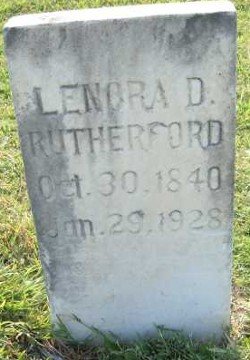 LENORA D.
RUTHERFORD
Oct. 30, 1840
Jan. 29, 1928